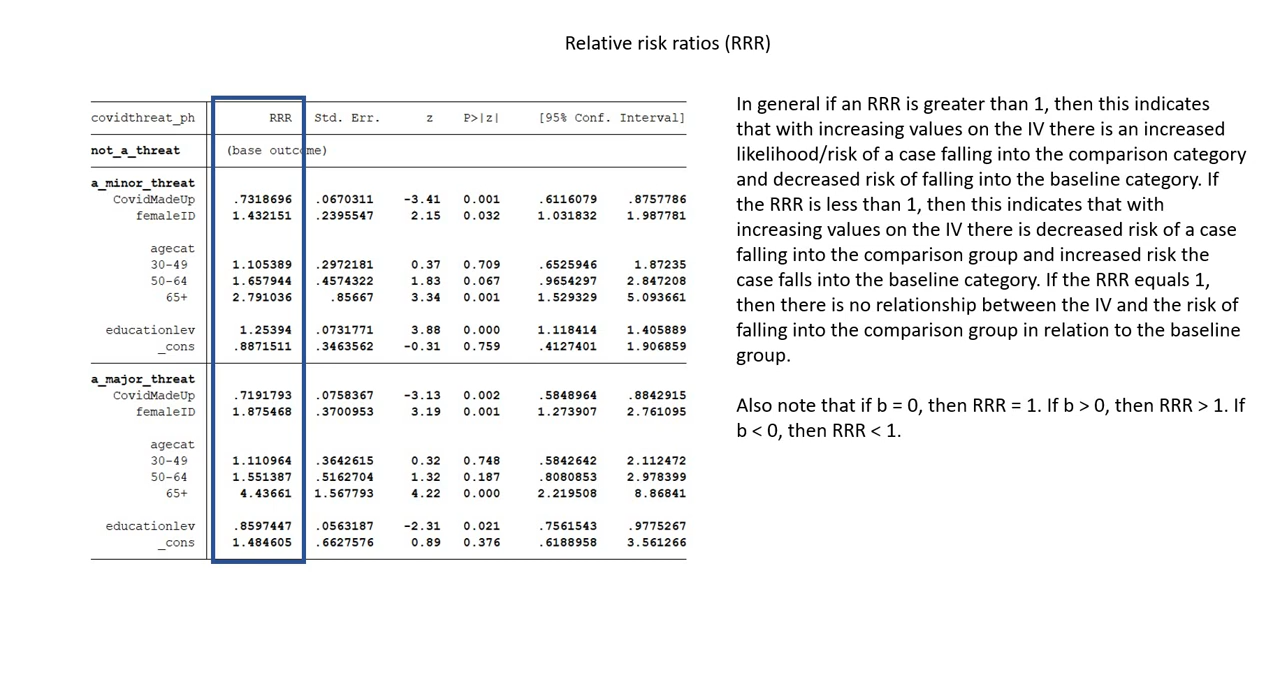 Relative risk ratios (RRR)
covidthreat_ph RRR Std. Err. z P>|z| [95% Conf. Interval]
not_a_threat (base outcome)
a_minor_threat
CovidMadeUp .7318696 .0670311 -3.41 0.001 .6116079 .8757786
femaleID 1.432151 .2395547 2.15 0.032 1.031832 1.987781
agecat
30-49 1.105389 .2972181 0.37 0.709 .6525946 1.87235
50-64 1.657944 .4574322 1.83 0.067 .9654297 2.847208
65+ 2.791036 .85667 3.34 0.001 1.529329 5.093661
educationlev 1.25394 .0731771 3.88 0.000 1.118414 1.405889
_cons .8871511 .3463562 -0.31 0.759 .4127401 1.906859
a_major_threat
CovidMadeUp .7191793 .0758367 -3.13 0.002 .5848964 .8842915
femaleID 1.875468 .3700953 3.19 0.001 1.273907 2.761095
agecat
30-49 1.110964 .3642615 0.32 0.748 .5842642 2.112472
50-64 1.551387 .5162704 1.32 0.187 .8080853 2.978399
65+ 4.43661 1.567793 4.22 0.000 2.219508 8.86841
educationlev .8597447 .0563187 -2.31 0.021 .7561543 .9775267
_cons 1.484605 .6627576 0.89 0.376 .6188958 3.561266
In general if an RRR is greater than 1, then this indicates
that with increasing values on the IV there is an increased
likelihood/risk of a case falling into the comparison category
and decreased risk of falling into the baseline category. If
the RRR is less than 1, then this indicates that with
increasing values on the IV there is decreased risk of a case
falling into the comparison group and increased risk the
case falls into the baseline category. If the RRR equals 1,
then there is no relationship between the IV and the risk of
falling into the comparison group in relation to the baseline
group.
Also note that if b = 0, then RRR = 1. If b > 0, then RRR > 1. If
b < 0, then RRR < 1.